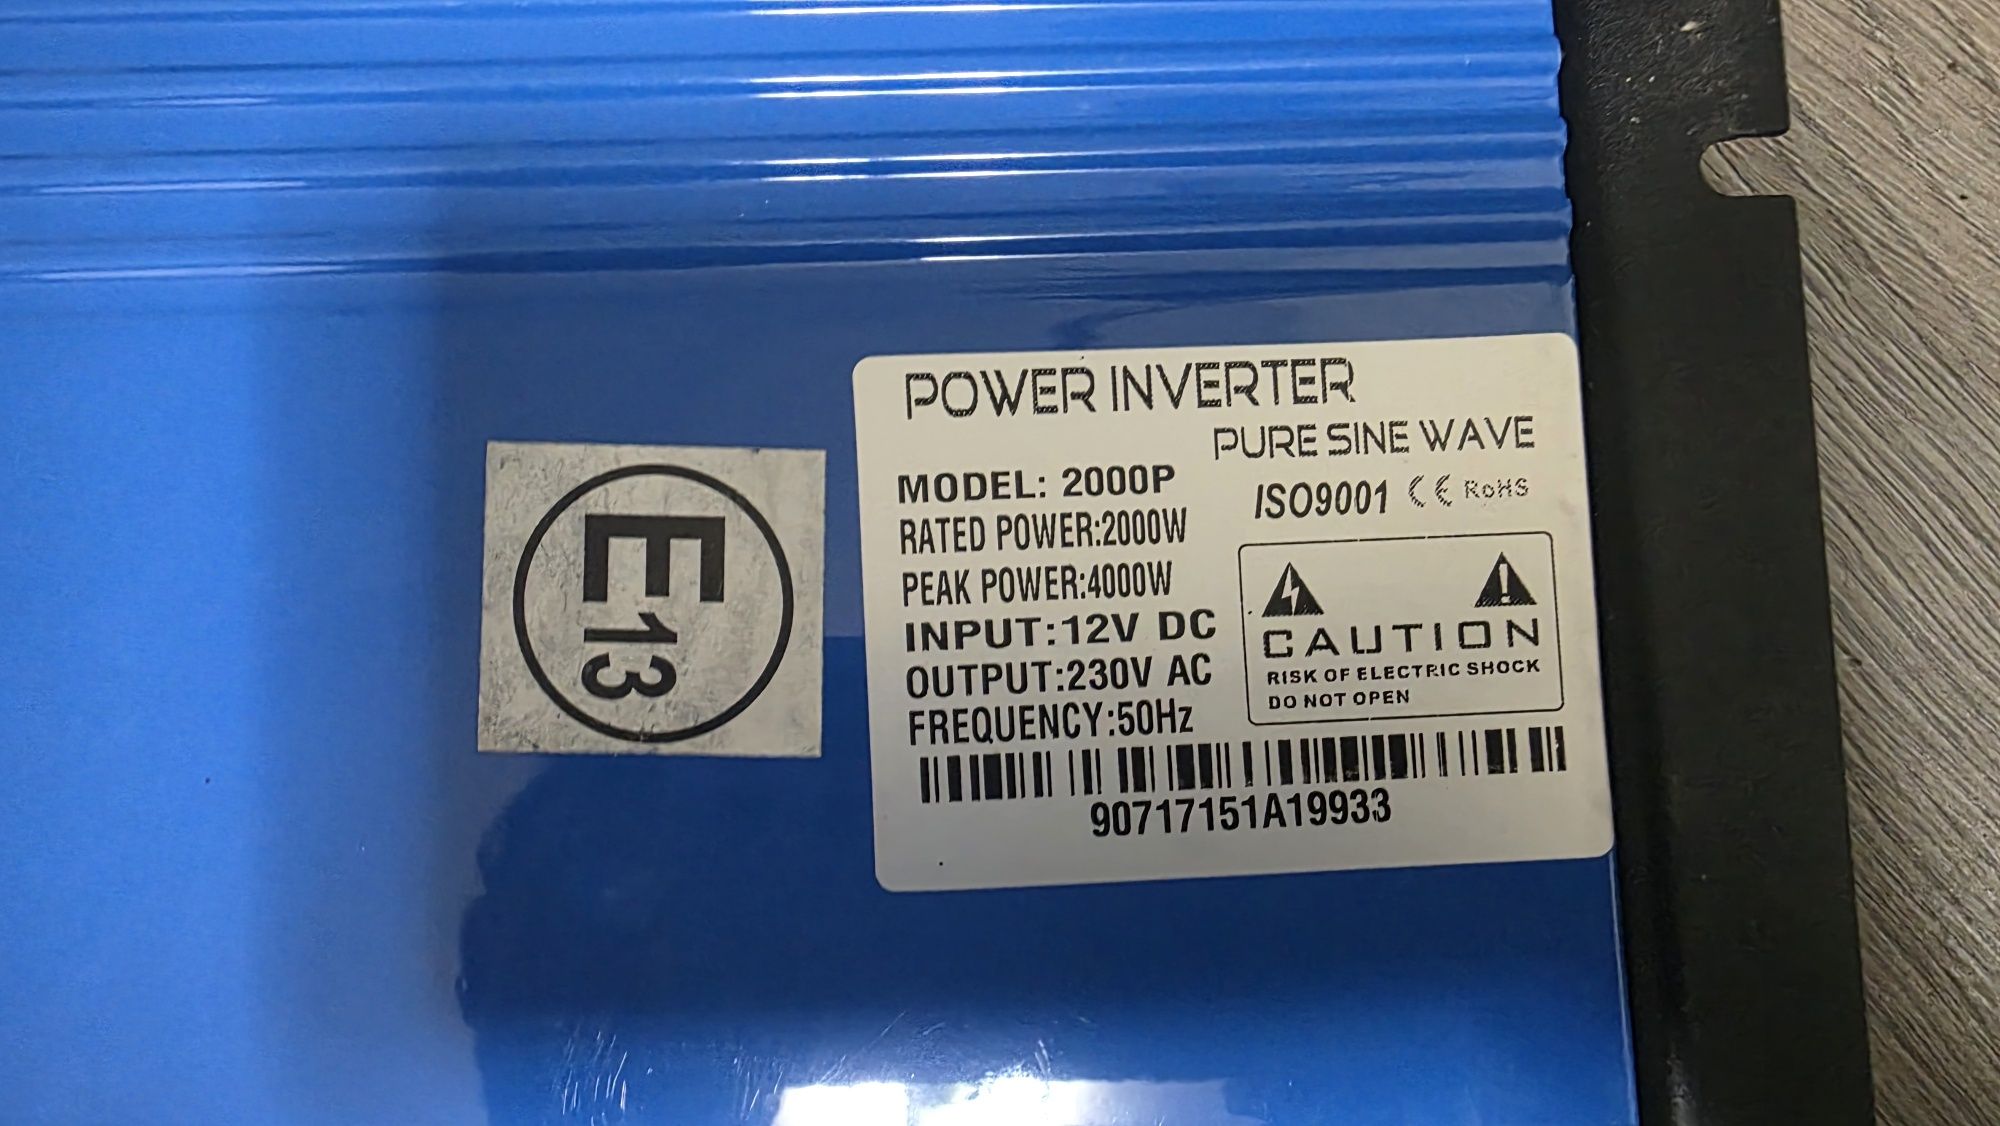 POWER INVERTER
PURE SINE WAVE
MODEL: 2000P
ISO9001 CE RoHS
RATED POWER:2000W
PEAK POWER:4000W
INPUT:12V DC
OUTPUT:230V AC
FREQUENCY:50Hz
CAUTION
RISK OF ELECTRIC SHOCK
DO NOT OPEN
90717151A19933
E13